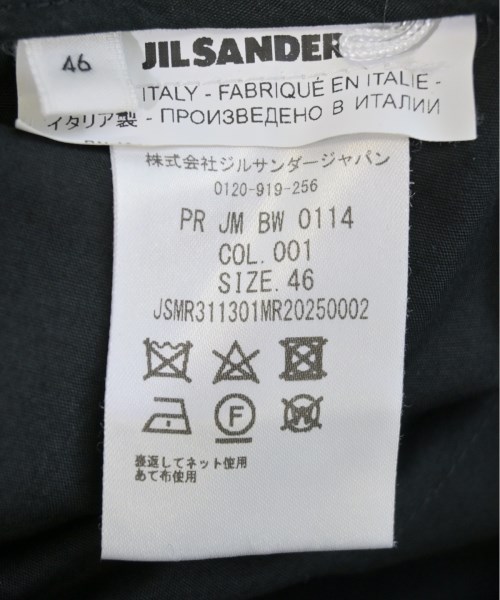 46
JIL SANDER
ITALY - FABRIQUÉ EN ITALIE -
イタリア製 - ПРОИЗВЕДЕНО В ИТАЛИИ
株式会社ジルサンダージャパン
0120-919-256
PR JM BW 0114
COL. 001
SIZE. 46
JSMR311301MR20250002
F
W
裏返してネット使用
あて布使用